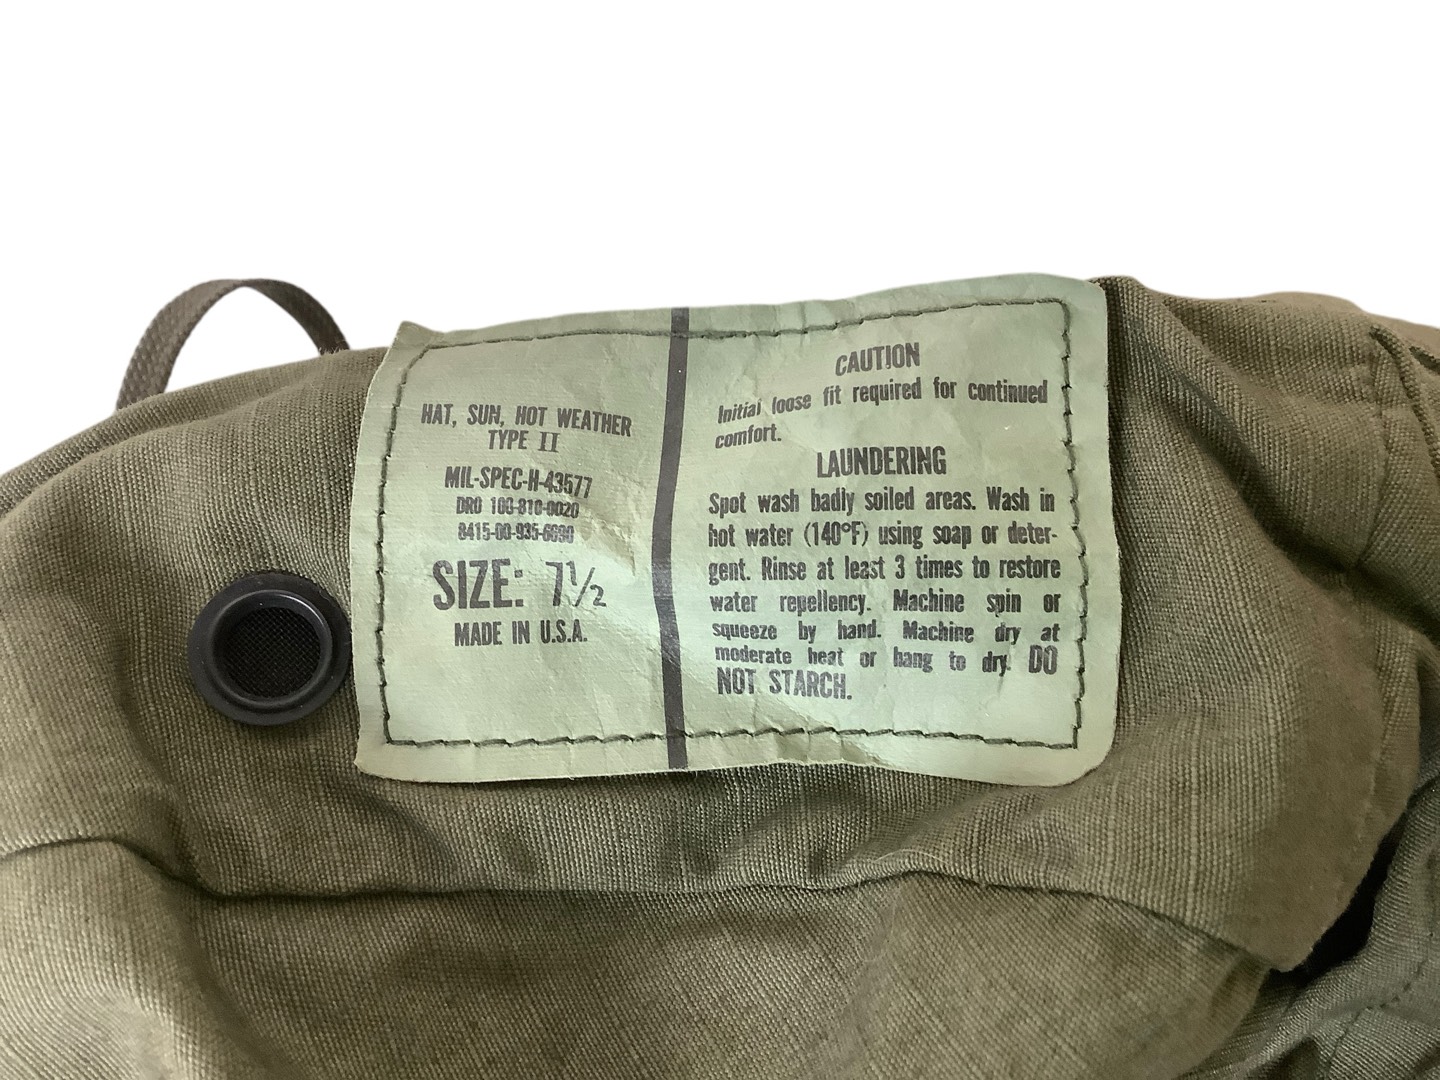 HAT, SUN, HOT WEATHER
TYPE II
MIL-SPEC-H-43577
DRO 100-810-0020
8415-00-935-6690
SIZE: 7½
MADE IN U.S.A.
CAUTION
Initial loose fit required for continued
comfort.
LAUNDERING
Spot wash badly soiled areas. Wash in
hot water (140°F) using soap or deter-
gent. Rinse at least 3 times to restore
water repellency. Machine spin or
squeeze by hand. Machine dry at
moderate heat or hang to dry. DO
NOT STARCH.